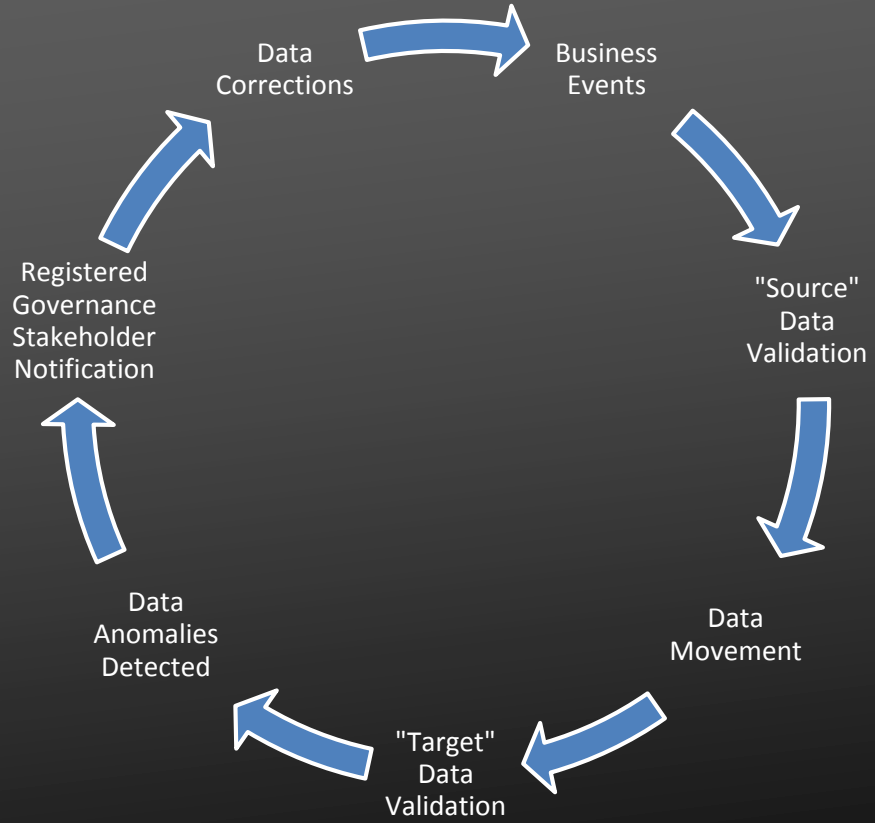 Data
Corrections
Business
Events
"Source"
Data
Validation
Data
Movement
"Target"
Data
Validation
Data
Anomalies
Detected
Registered
Governance
Stakeholder
Notification